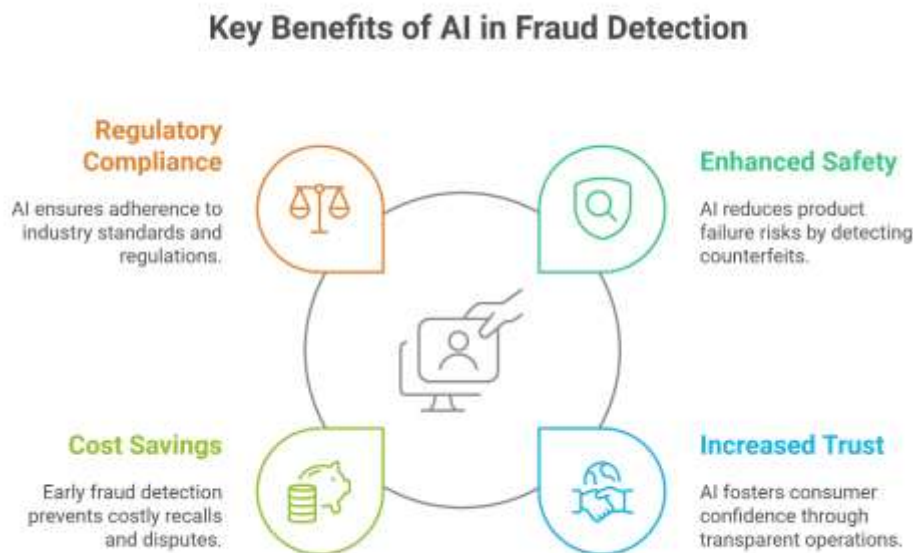 Key Benefits of AI in Fraud Detection
Regulatory
Compliance
AI ensures adherence to
industry standards and
regulations.
Enhanced Safety
AI reduces product
failure risks by detecting
counterfeits.
Cost Savings
Early fraud detection
prevents costly recalls
and disputes.
Increased Trust
AI fosters consumer
confidence through
transparent operations.